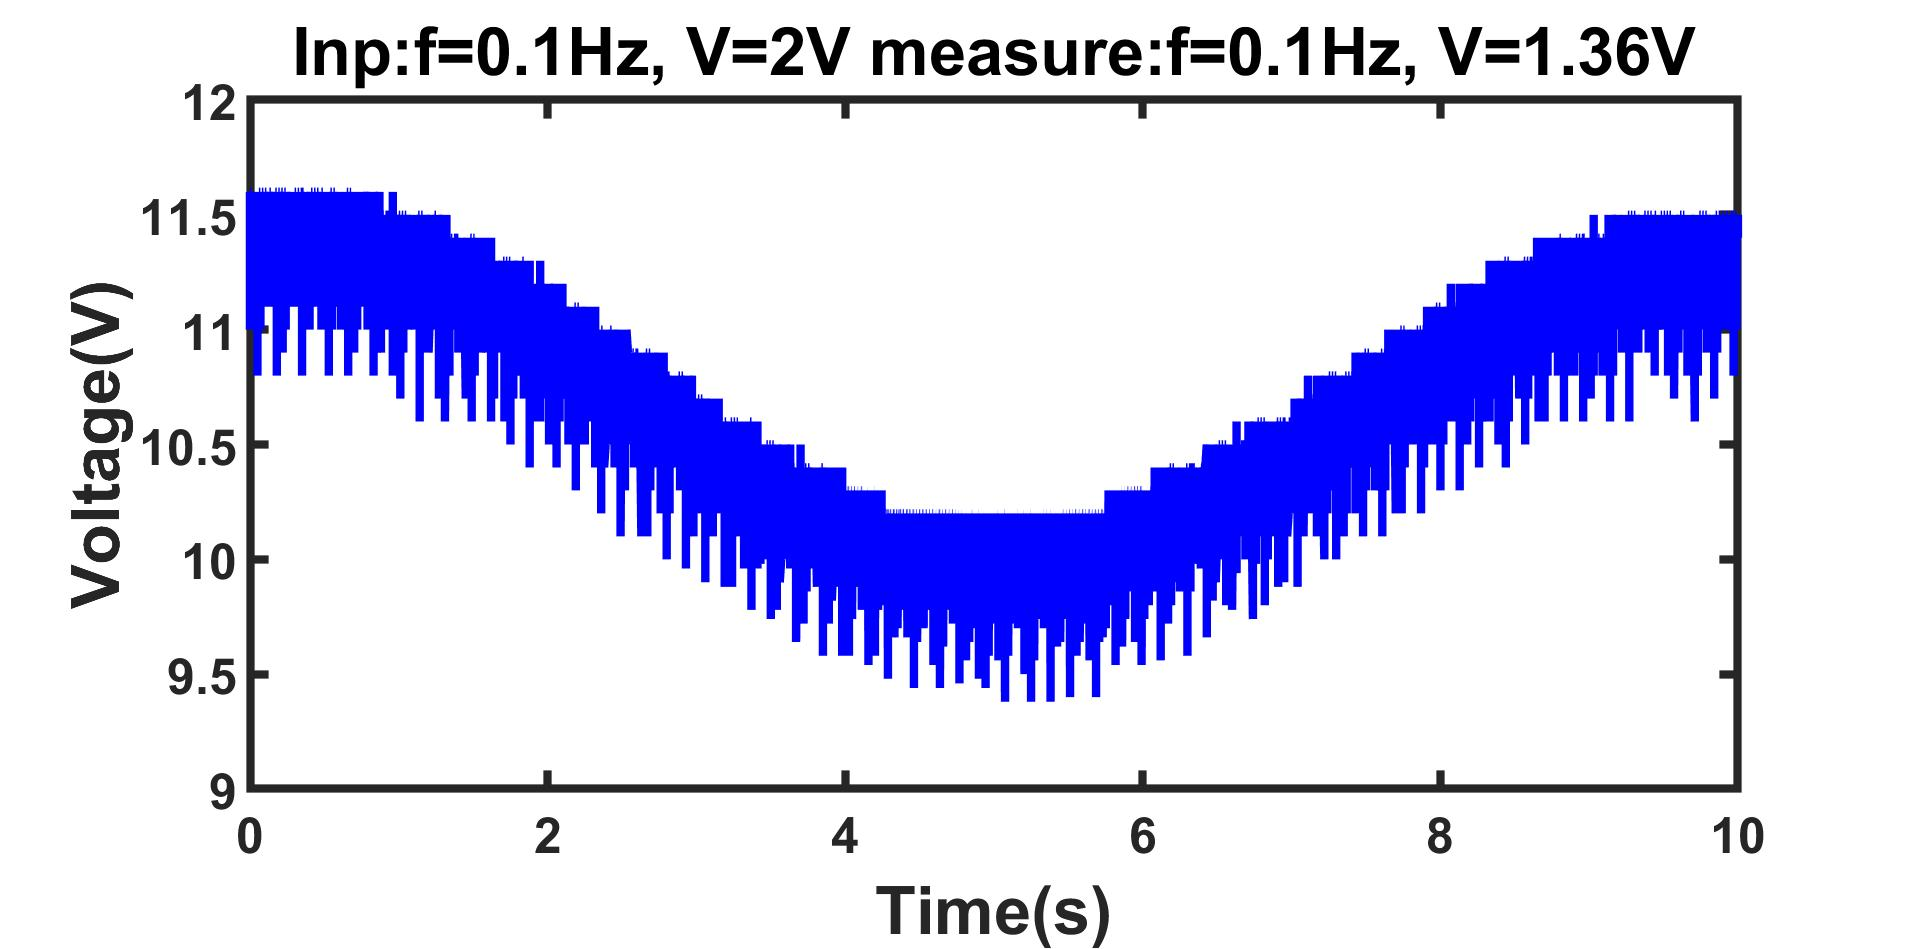 Inp:f=0.1Hz, V=2V measure:f=0.1Hz, V=1.36V
12
11.5
11
10.5
10
9.5
9
Voltage(V)
0 2 4 6 8 10
Time(s)